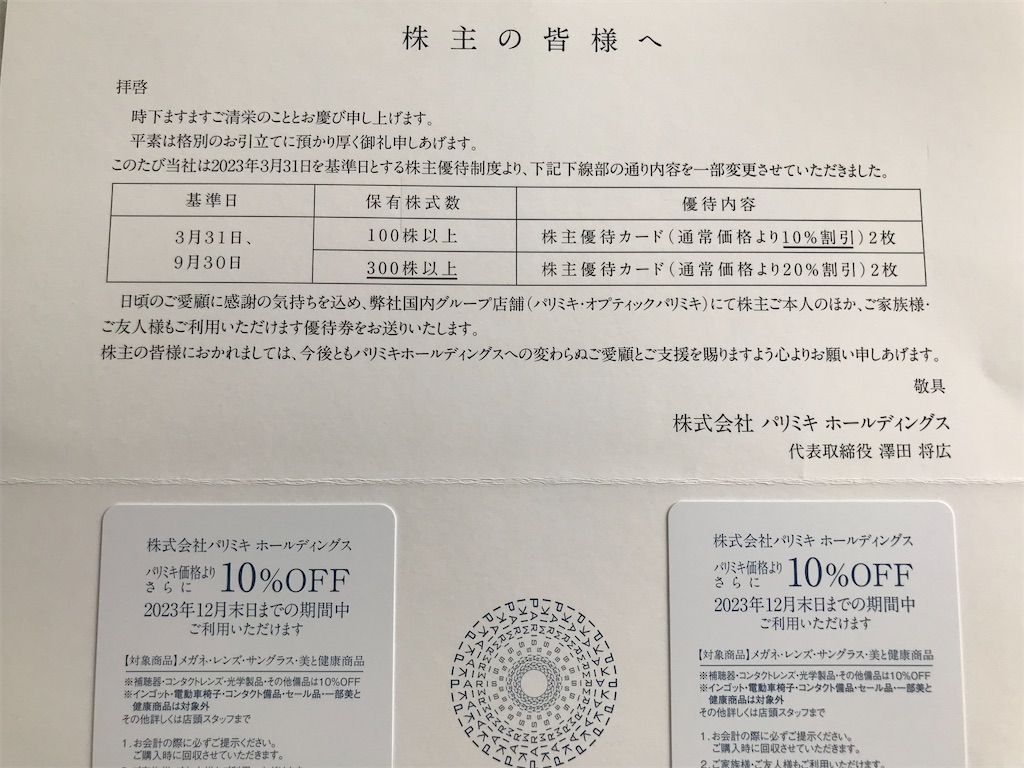 株主の皆様へ
拝啓
時下ますますご清栄のこととお慶び申し上げます。
平素は格別のお引立てに預かり厚く御礼申しあげます。
このたび当社は2023年3月31日を基準日とする株主優待制度より、下記下線部の通り内容を一部変更させていただきました。
基準日 保有株式数 優待内容
3月31日、 100株以上 株主優待カード(通常価格より10%割引)2枚
9月30日 300株以上 株主優待カード(通常価格より20%割引)2枚
日頃のご愛顧に感謝の気持ちを込め、弊社国内グループ店舗(パリミキ・オプティックパリミキ)にて株主ご本人のほか、ご家族様・
ご友人様もご利用いただけます優待券をお送りいたします。
株主の皆様におかれましては、今後ともパリミキホールディングスへの変わらぬご愛顧とご支援を賜りますよう心よりお願い申しあげます。
敬具
株式会社 パリミキ ホールディングス
代表取締役 澤田 将広
株式会社パリミキ ホールディングス
パリミキ価格より
さらに 10%OFF
2023年12月末日までの期間中
ご利用いただけます
【対象商品】メガネ・レンズ・サングラス・美と健康商品
※補聴器・コンタクトレンズ・光学製品・その他備品は10%OFF
※インゴット・電動車椅子・コンタクト備品・セール品・一部美と
健康商品は対象外
その他詳しくは店頭スタッフまで
1.お会計の際に必ずご提示ください。
ご購入時に回収させていただきます。
株式会社パリミキ ホールディングス
パリミキ価格より
さらに 10%OFF
2023年12月末日までの期間中
ご利用いただけます
【対象商品】メガネ・レンズ・サングラス・美と健康商品
※補聴器・コンタクトレンズ・光学製品・その他備品は10%OFF
※インゴット・電動車椅子・コンタクト備品・セール品・一部美と
健康商品は対象外
その他詳しくは店頭スタッフまで
1.お会計の際に必ずご提示ください。
ご購入時に回収させていただきます。
2.ご家族様・ご友人様もご利用いただけます。